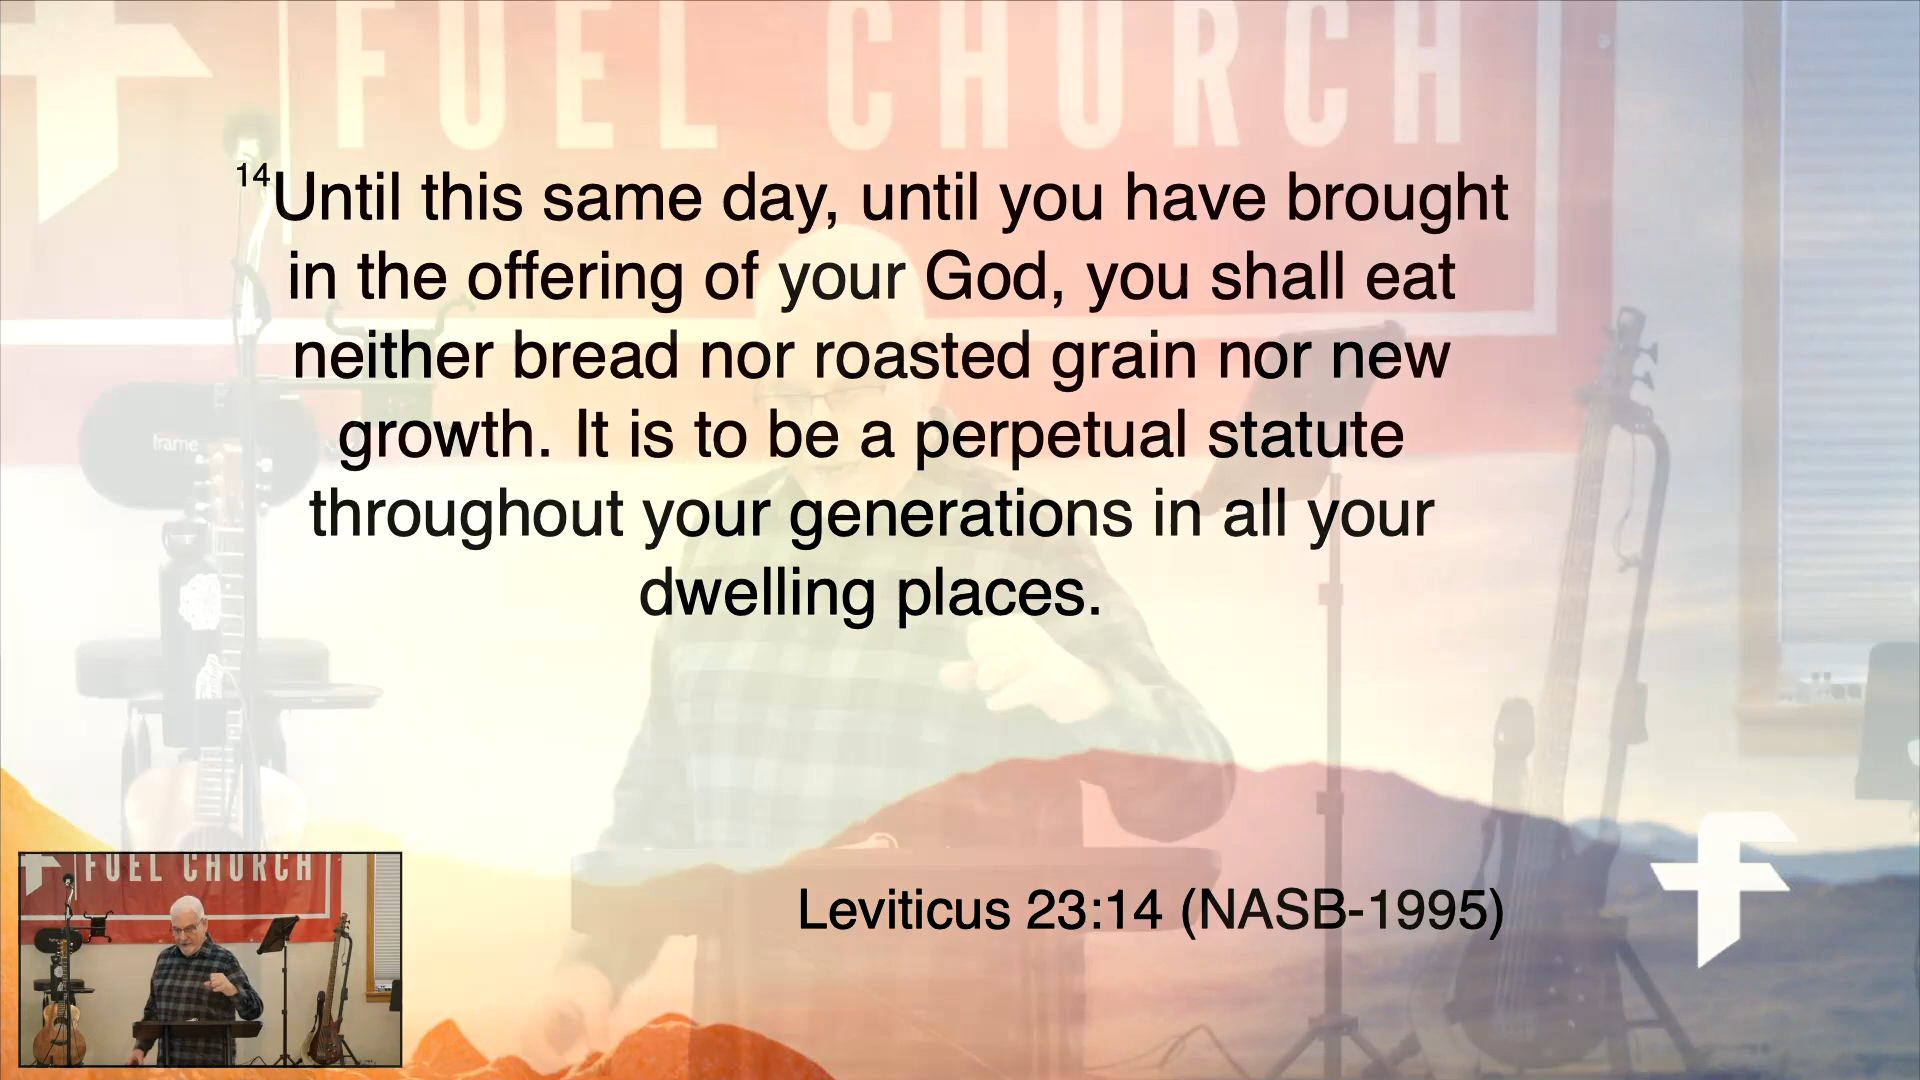 FUEL CHURCH
14Until this same day, until you have brought
in the offering of your God, you shall eat
neither bread nor roasted grain nor new
growth. It is to be a perpetual statute
throughout your generations in all your
dwelling places.
frame
Leviticus 23:14 (NASB-1995)
FUEL CHURCH